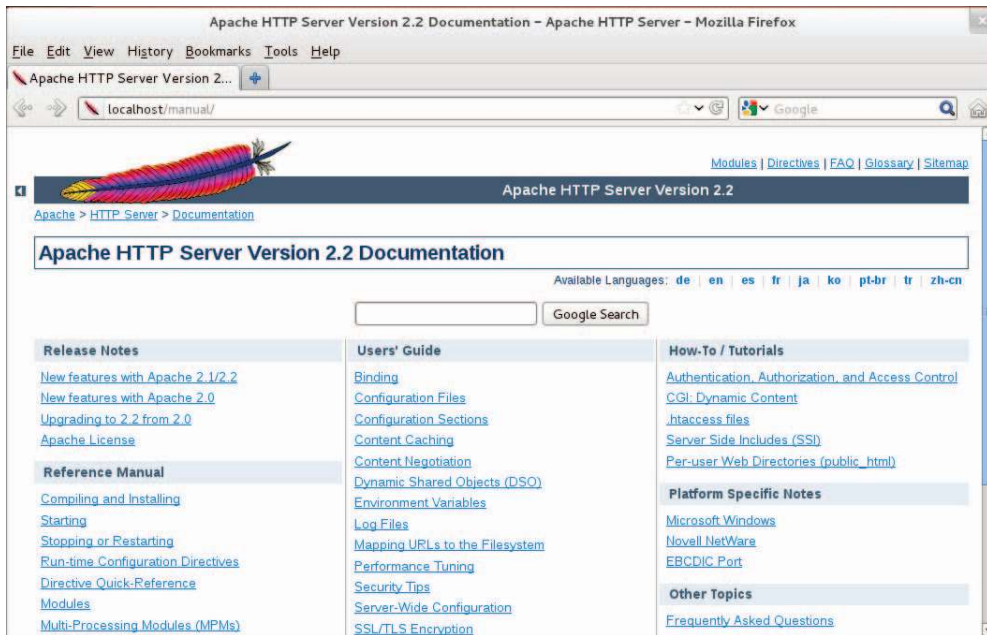 Apache HTTP Server Version 2.2 Documentation – Apache HTTP Server – Mozilla Firefox
File Edit View History Bookmarks Tools Help
Apache HTTP Server Version 2...
localhost/manual/
Google
Modules | Directives | FAQ | Glossary | Sitemap
Apache HTTP Server Version 2.2
Apache > HTTP Server > Documentation
Apache HTTP Server Version 2.2 Documentation
Available Languages: de | en | es | fr | ja | ko | pt-br | tr | zh-cn
Google Search
Release Notes
New features with Apache 2.1/2.2
New features with Apache 2.0
Upgrading to 2.2 from 2.0
Apache License
Reference Manual
Compiling and Installing
Starting
Stopping or Restarting
Run-time Configuration Directives
Directive Quick-Reference
Modules
Multi-Processing Modules (MPMs)
Users' Guide
Binding
Configuration Files
Configuration Sections
Content Caching
Content Negotiation
Dynamic Shared Objects (DSO)
Environment Variables
Log Files
Mapping URLs to the Filesystem
Performance Tuning
Security Tips
Server-Wide Configuration
SSL/TLS Encryption
How-To / Tutorials
Authentication, Authorization, and Access Control
CGI: Dynamic Content
.htaccess files
Server Side Includes (SSI)
Per-user Web Directories (public_html)
Platform Specific Notes
Microsoft Windows
Novell NetWare
EBCDIC Port
Other Topics
Frequently Asked Questions